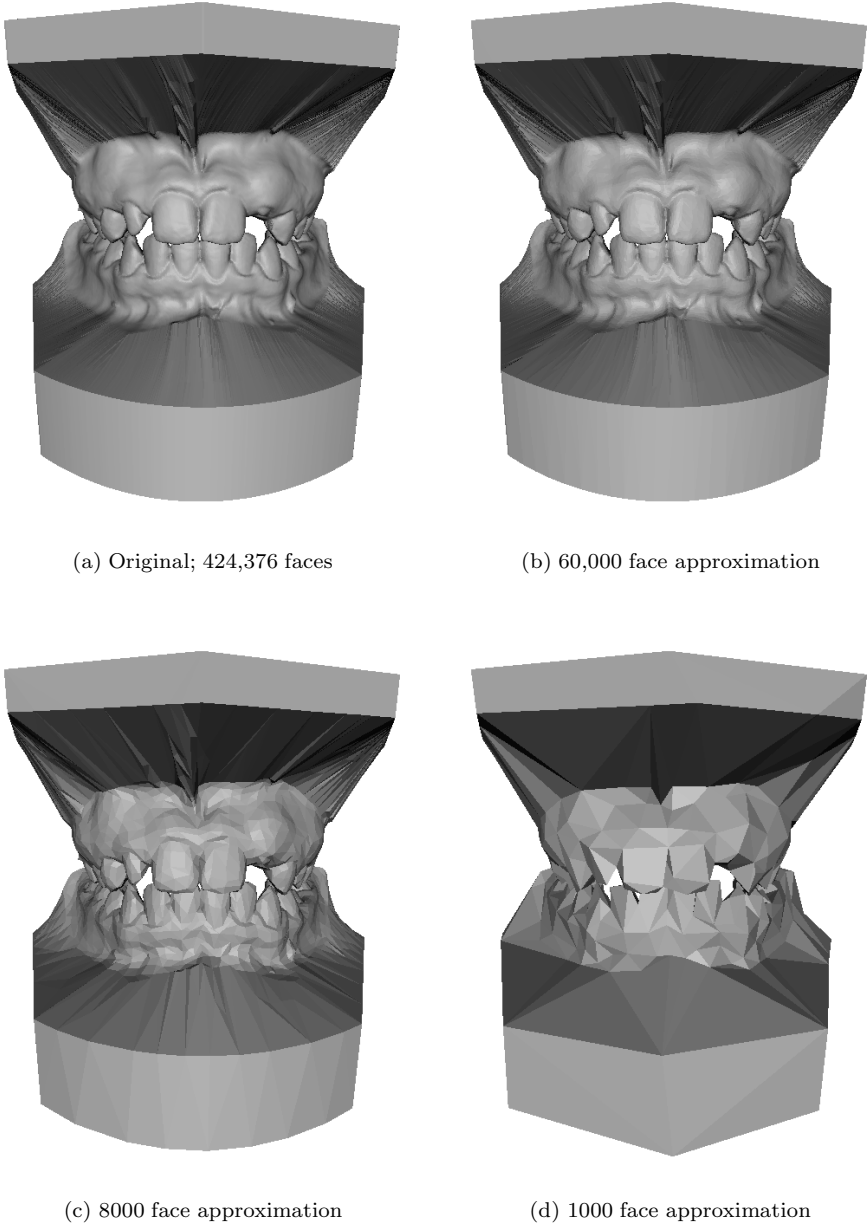 (a) Original; 424,376 faces
(b) 60,000 face approximation
(c) 8000 face approximation
(d) 1000 face approximation